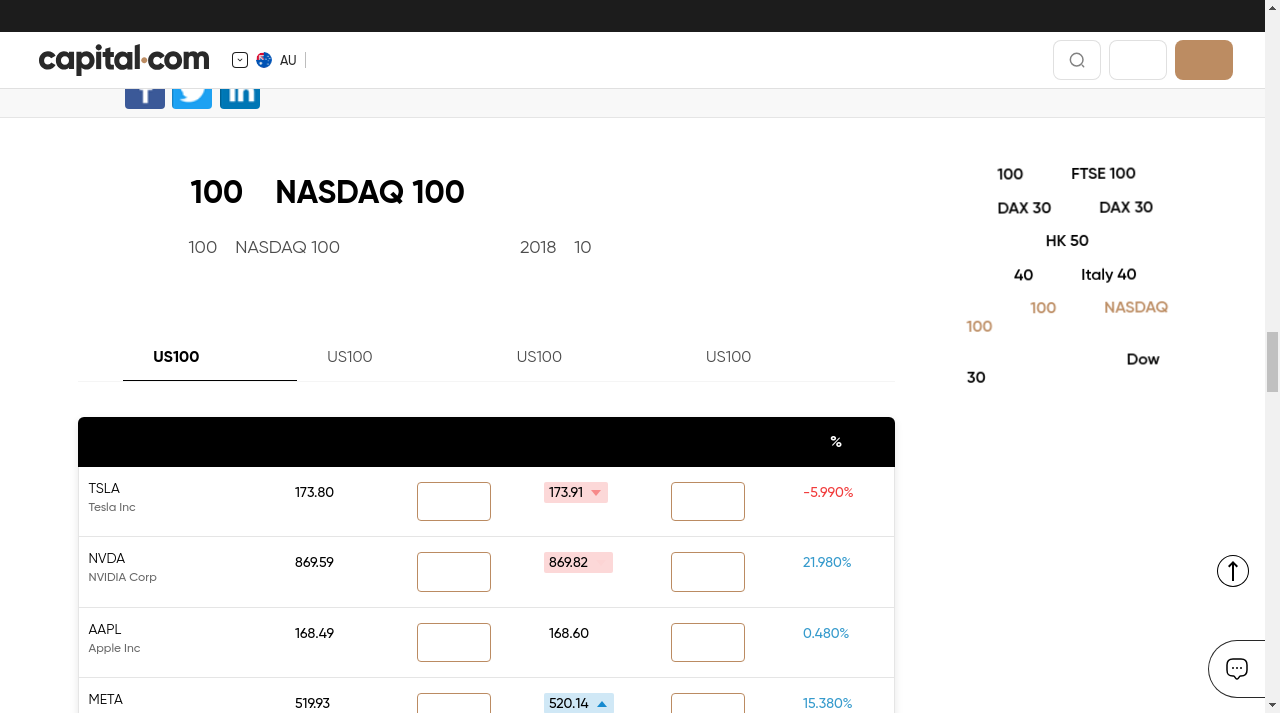 capital.com AU
100 NASDAQ 100
100 NASDAQ 100 2018 10
100 FTSE 100
DAX 30 DAX 30
HK 50
40 Italy 40
100 NASDAQ
100
Dow
30
US100 US100 US100 US100
%
TSLA 173.80 173.91 -5.990%
Tesla Inc
NVDA 869.59 869.82 21.980%
NVIDIA Corp
AAPL 168.49 168.60 0.480%
Apple Inc
META 519.93 520.14 15.380%